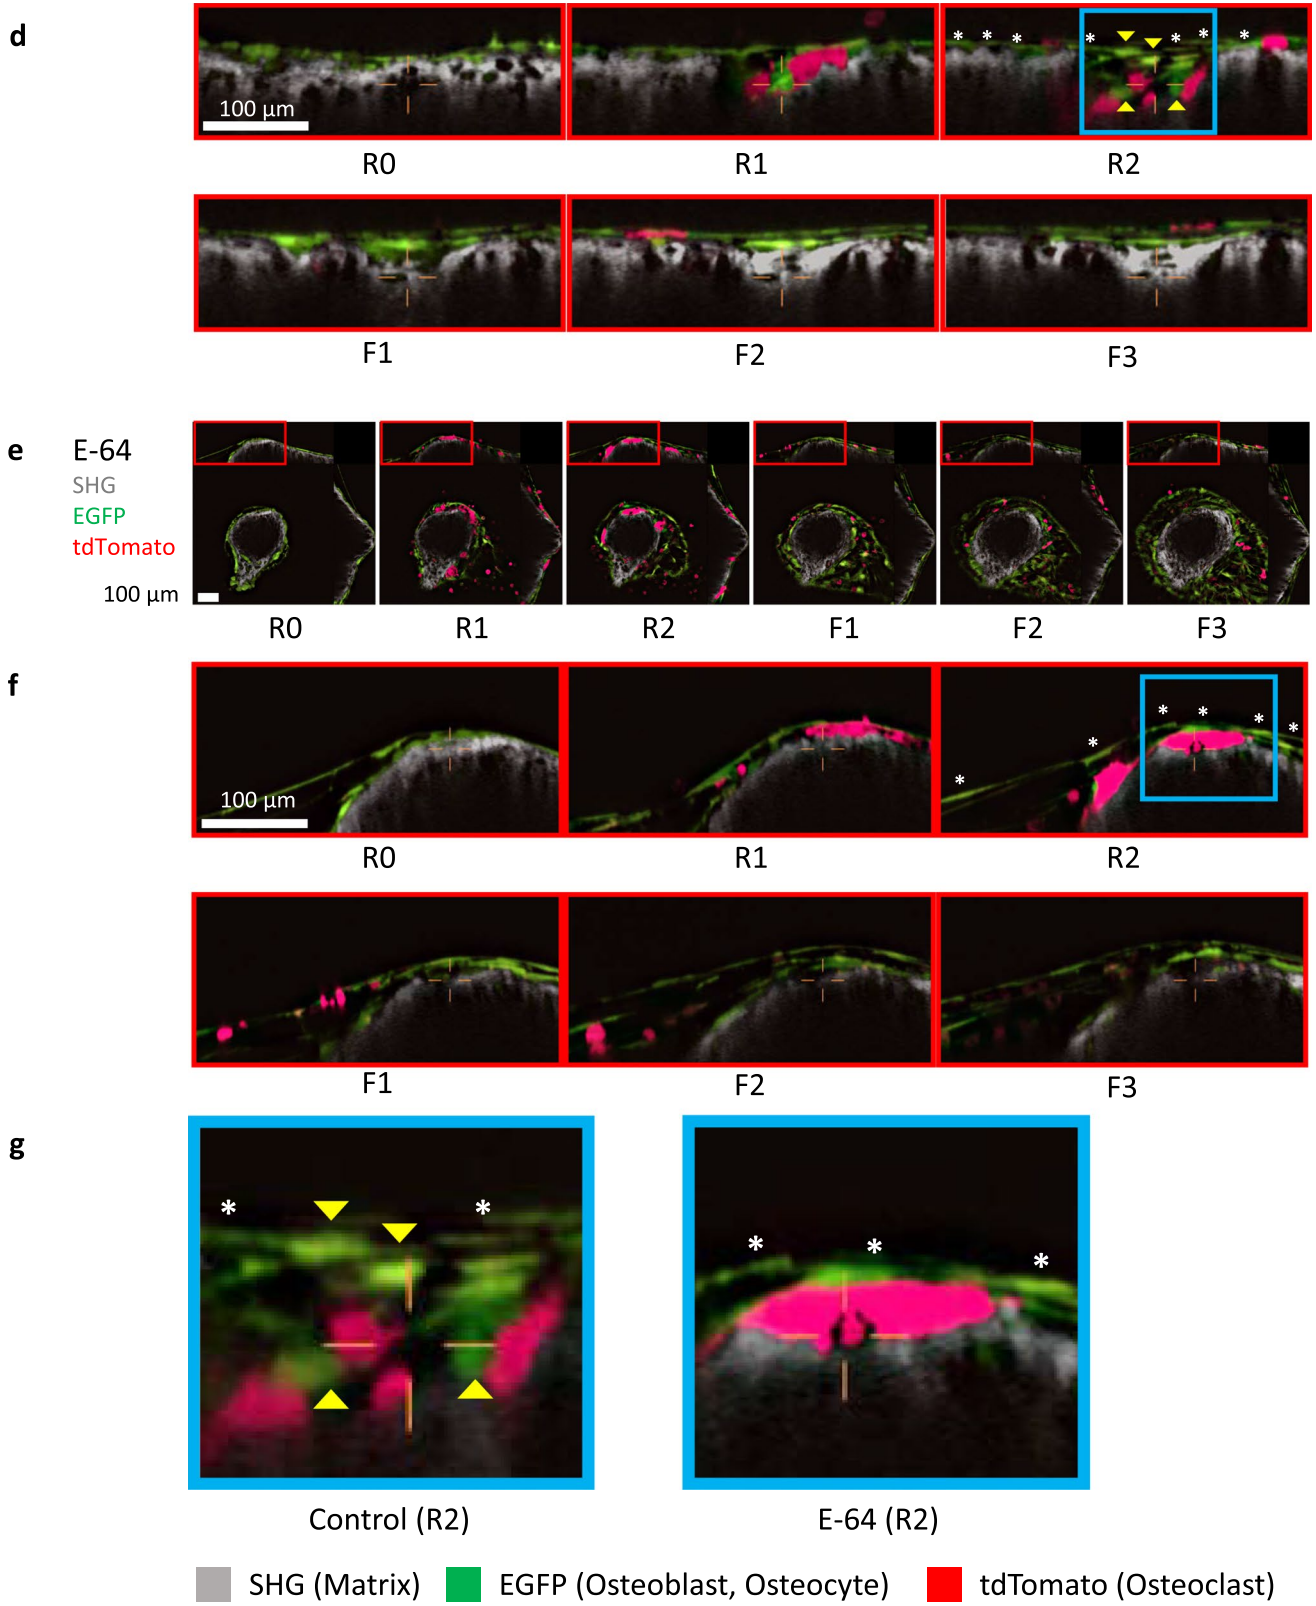 d
* * * * * * *
100 µm
R0 R1 R2
F1 F2 F3
e E-64
SHG
EGFP
tdTomato
100 µm
R0 R1 R2 F1 F2 F3
f
* * * * * *
100 µm
R0 R1 R2
F1 F2 F3
g
* * * * *
Control (R2) E-64 (R2)
SHG (Matrix) EGFP (Osteoblast, Osteocyte) tdTomato (Osteoclast)